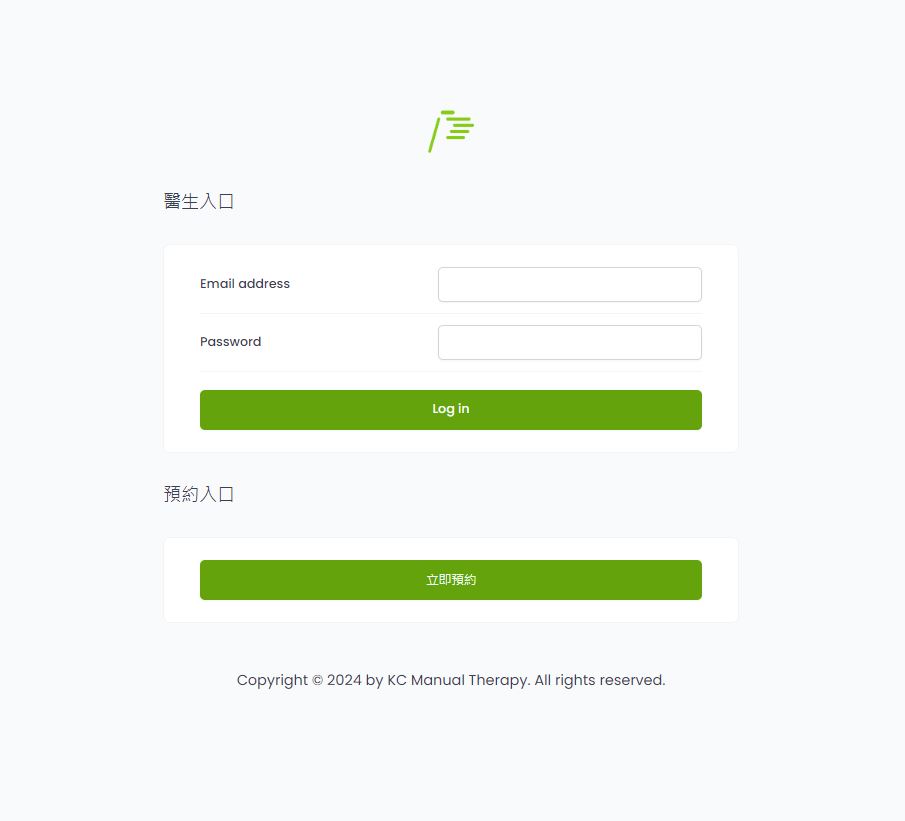 醫生入口
Email address
Password
Log in
預約入口
立即預約
Copyright © 2024 by KC Manual Therapy. All rights reserved.